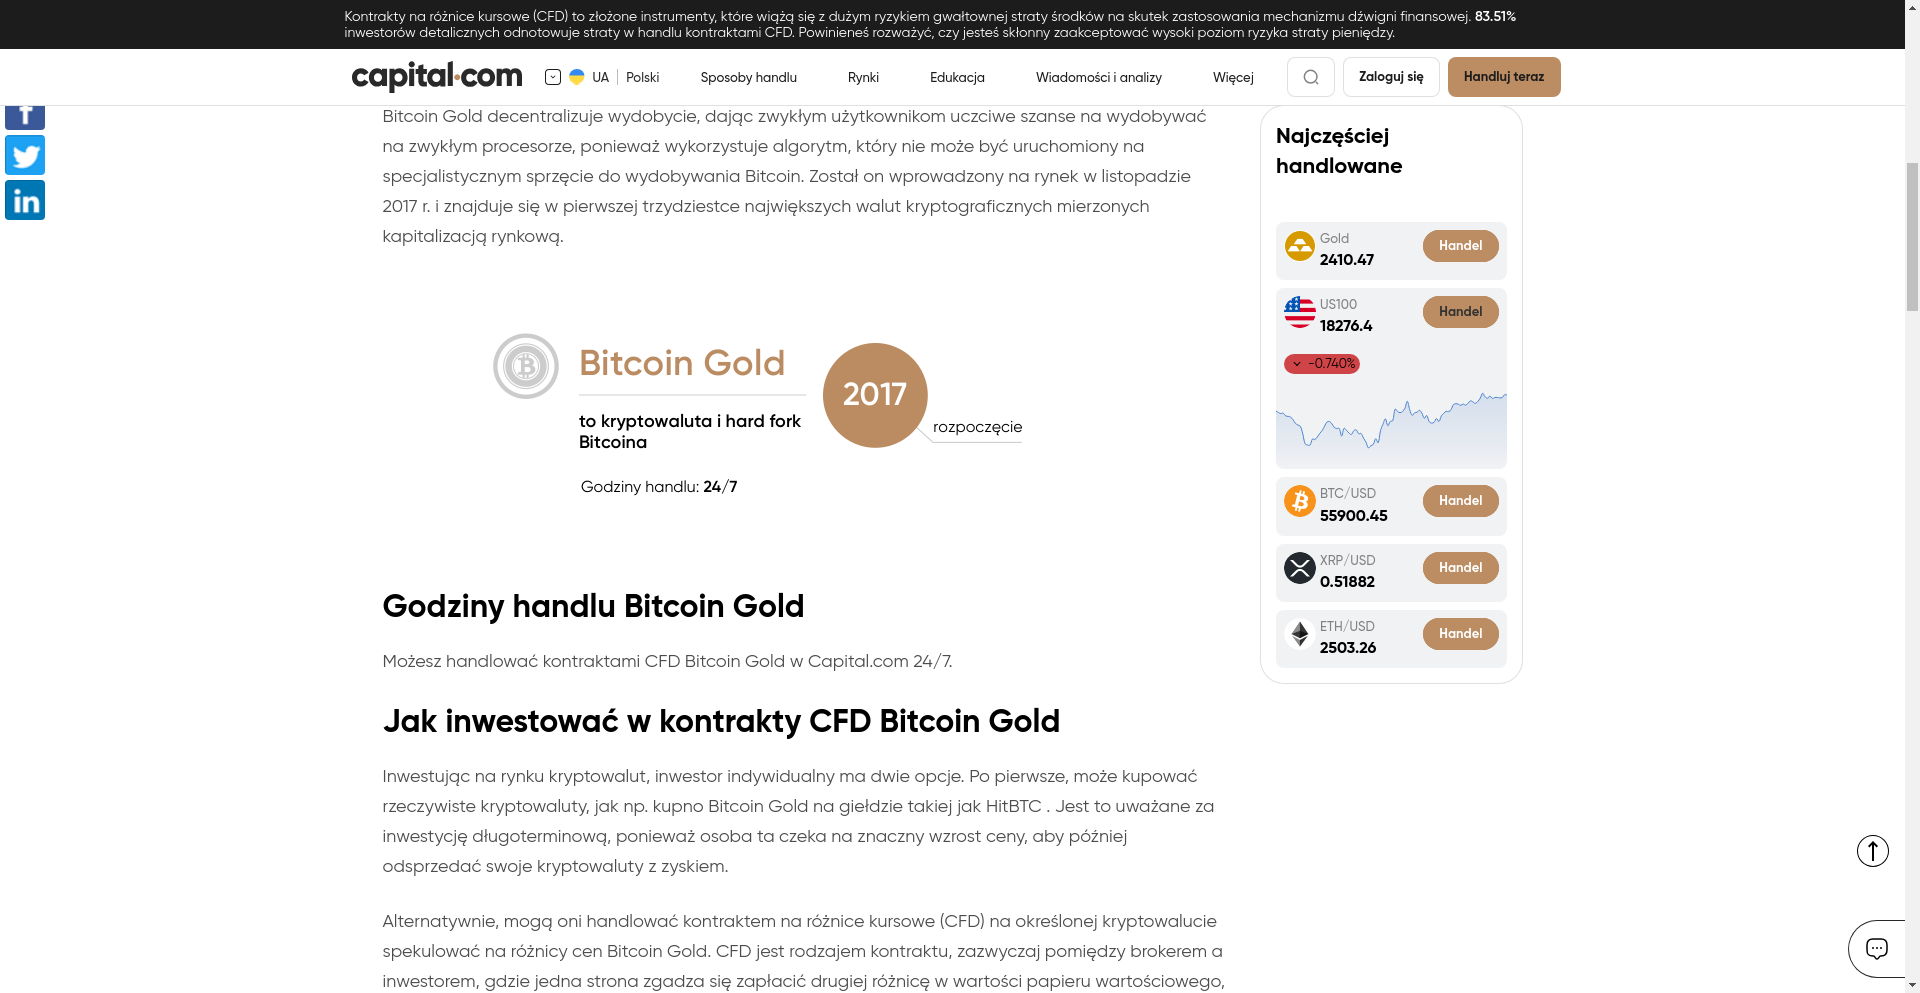 Kontrakty na różnice kursowe (CFD) to złożone instrumenty, które wiążą się z dużym ryzykiem gwałtownej straty środków na skutek zastosowania mechanizmu dźwigni finansowej. 83.51%
inwestorów detalicznych odnotowuje straty w handlu kontraktami CFD. Powinieneś rozważyć, czy jesteś skłonny zaakceptować wysoki poziom ryzyka straty pieniędzy.
capital.com
UA
Polski
Sposoby handlu
Rynki
Edukacja
Wiadomości i analizy
Więcej
Zaloguj się
Handluj teraz
f
in
Bitcoin Gold decentralizuje wydobycie, dając zwykłym użytkownikom uczciwe szanse na wydobywać
na zwykłym procesorze, ponieważ wykorzystuje algorytm, który nie może być uruchomiony na
specjalistycznym sprzęcie do wydobywania Bitcoin. Został on wprowadzony na rynek w listopadzie
2017 r. i znajduje się w pierwszej trzydziestce największych walut kryptograficznych mierzonych
kapitalizacją rynkową.
Bitcoin Gold
to kryptowaluta i hard fork
Bitcoina
Godziny handlu: 24/7
2017
rozpoczęcie
Godziny handlu Bitcoin Gold
Możesz handlować kontraktami CFD Bitcoin Gold w Capital.com 24/7.
Jak inwestować w kontrakty CFD Bitcoin Gold
Inwestując na rynku kryptowalut, inwestor indywidualny ma dwie opcje. Po pierwsze, może kupować
rzeczywiste kryptowaluty, jak np. kupno Bitcoin Gold na giełdzie takiej jak HitBTC . Jest to uważane za
inwestycję długoterminową, ponieważ osoba ta czeka na znaczny wzrost ceny, aby później
odsprzedać swoje kryptowaluty z zyskiem.
Alternatywnie, mogą oni handlować kontraktem na różnice kursowe (CFD) na określonej kryptowalucie
spekulować na różnicy cen Bitcoin Gold. CFD jest rodzajem kontraktu, zazwyczaj pomiędzy brokerem a
inwestorem, gdzie jedna strona zgadza się zapłacić drugiej różnicę w wartości papieru wartościowego,
Najczęściej
handlowane
Gold
2410.47
Handel
US100
18276.4
Handel
-0.740%
BTC/USD
55900.45
Handel
XRP/USD
0.51882
Handel
ETH/USD
2503.26
Handel